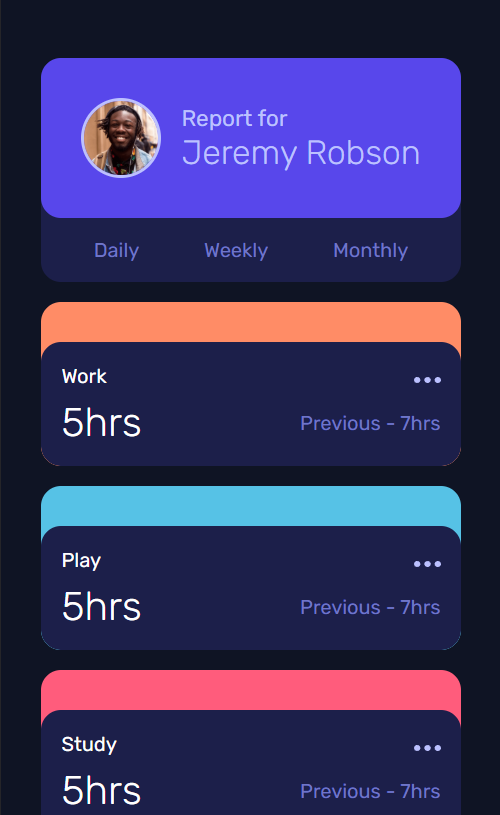 Report for
Jeremy Robson
Daily Weekly Monthly
Work
5hrs Previous - 7hrs
Play
5hrs Previous - 7hrs
Study
5hrs Previous - 7hrs